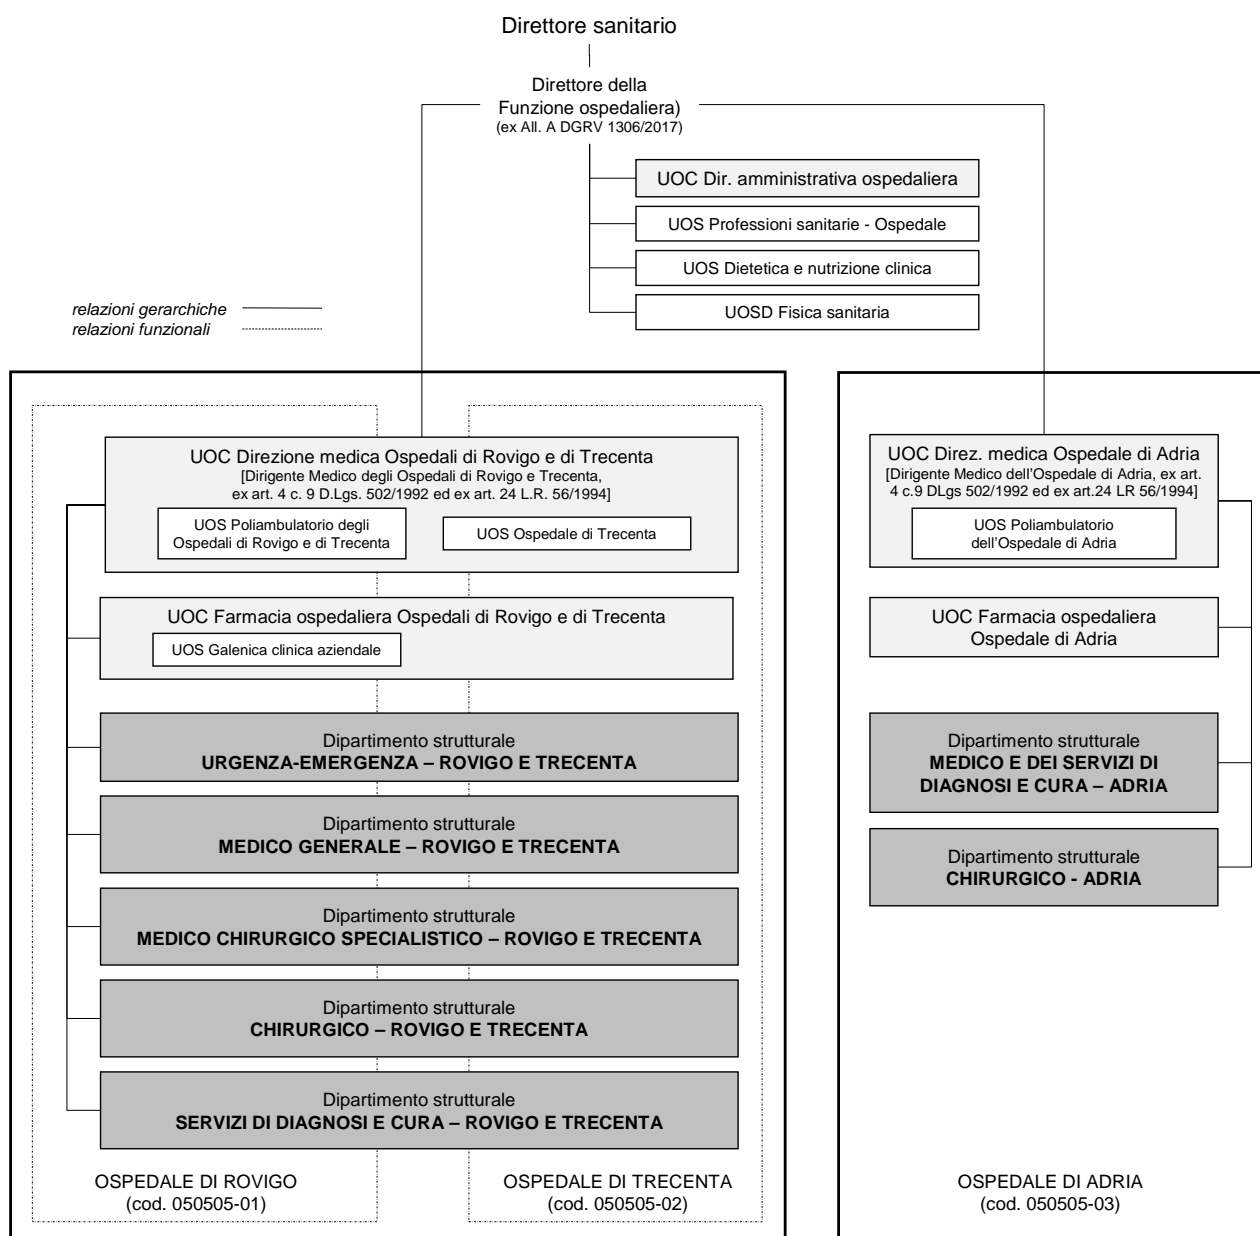 Direttore sanitario
Direttore della
Funzione ospedaliera)
(ex All. A DGRV 1306/2017)
UOC Dir. amministrativa ospedaliera
UOS Professioni sanitarie - Ospedale
UOS Dietetica e nutrizione clinica
UOSD Fisica sanitaria
relazioni gerarchiche
relazioni funzionali
UOC Direzione medica Ospedali di Rovigo e di Trecenta
[Dirigente Medico degli Ospedali di Rovigo e Trecenta,
ex art. 4 c. 9 D.Lgs. 502/1992 ed ex art. 24 L.R. 56/1994]
UOS Poliambulatorio degli
Ospedali di Rovigo e di Trecenta
UOS Ospedale di Trecenta
UOC Farmacia ospedaliera Ospedali di Rovigo e di Trecenta
UOS Galenica clinica aziendale
Dipartimento strutturale
URGENZA-EMERGENZA – ROVIGO E TRECENTA
Dipartimento strutturale
MEDICO GENERALE – ROVIGO E TRECENTA
Dipartimento strutturale
MEDICO CHIRURGICO SPECIALISTICO – ROVIGO E TRECENTA
Dipartimento strutturale
CHIRURGICO – ROVIGO E TRECENTA
Dipartimento strutturale
SERVIZI DI DIAGNOSI E CURA – ROVIGO E TRECENTA
OSPEDALE DI ROVIGO
(cod. 050505-01)
OSPEDALE DI TRECENTA
(cod. 050505-02)
UOC Direz. medica Ospedale di Adria
[Dirigente Medico dell'Ospedale di Adria, ex art.
4 c.9 DLgs 502/1992 ed ex art.24 LR 56/1994]
UOS Poliambulatorio
dell'Ospedale di Adria
UOC Farmacia ospedaliera
Ospedale di Adria
Dipartimento strutturale
MEDICO E DEI SERVIZI DI
DIAGNOSI E CURA – ADRIA
Dipartimento strutturale
CHIRURGICO - ADRIA
OSPEDALE DI ADRIA
(cod. 050505-03)